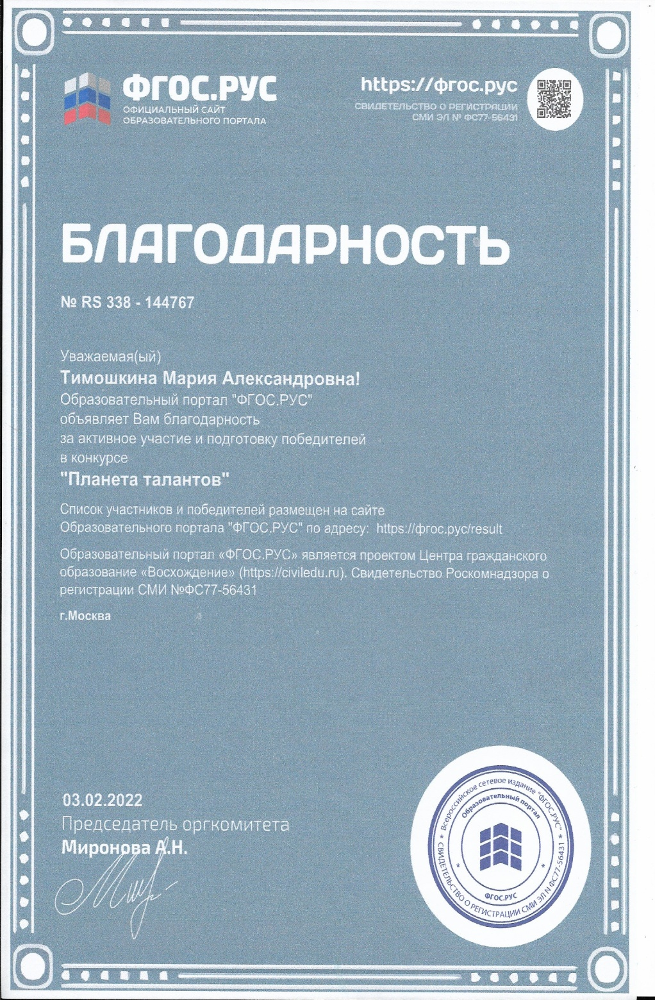 ФГОС.РУС
ОФИЦИАЛЬНЫЙ САЙТ
ОБРАЗОВАТЕЛЬНОГО ПОРТАЛА
https://фгос.рус
СВИДЕТЕЛЬСТВО О РЕГИСТРАЦИИ
СМИ ЭЛ № ФС77-56431
БЛАГОДАРНОСТЬ
№ RS 338 - 144767
Уважаемая(ый)
Тимошкина Мария Александровна!
Образовательный портал "ФГОС.РУС"
объявляет Вам благодарность
за активное участие и подготовку победителей
в конкурсе
"Планета талантов"
Список участников и победителей размещен на сайте
Образовательного портала "ФГОС.РУС" по адресу: https://фгос.рус/result
Образовательный портал «ФГОС.РУС» является проектом Центра гражданского
образование «Восхождение» (https://civiledu.ru). Свидетельство Роскомнадзора о
регистрации СМИ №ФС77-56431
г.Москва
03.02.2022
Председатель оргкомитета
Миронова А.Н.
* Всероссийское сетевое издание "ФГОС.РУС" *
СВИДЕТЕЛЬСТВО О РЕГИСТРАЦИИ СМИ ЭЛ N ФС77-56431
Образовательный портал
* ФГОС.РУС *